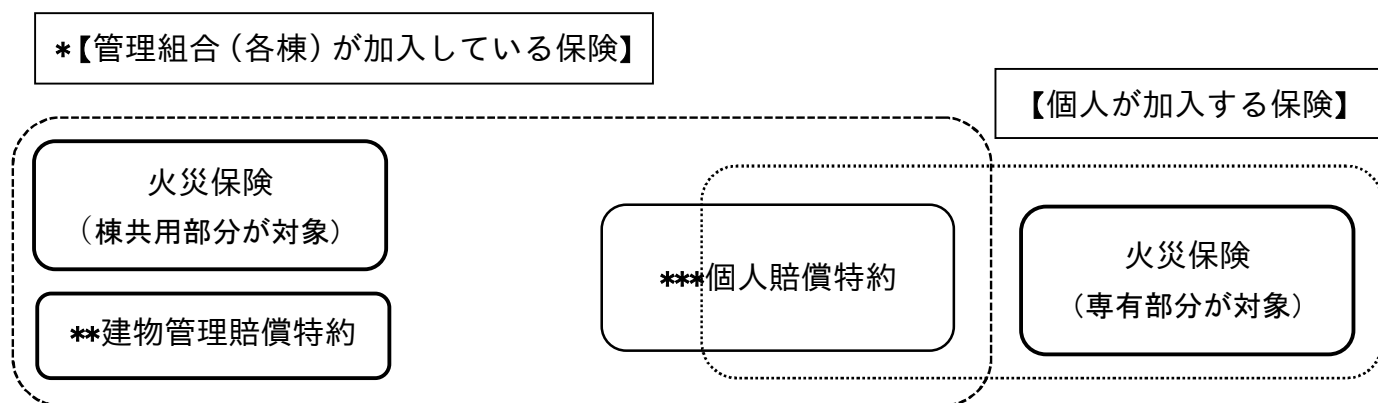 *【管理組合(各棟)が加入している保険】
【個人が加入する保険】
火災保険
(棟共用部分が対象)
**建物管理賠償特約
***個人賠償特約
火災保険
(専有部分が対象)